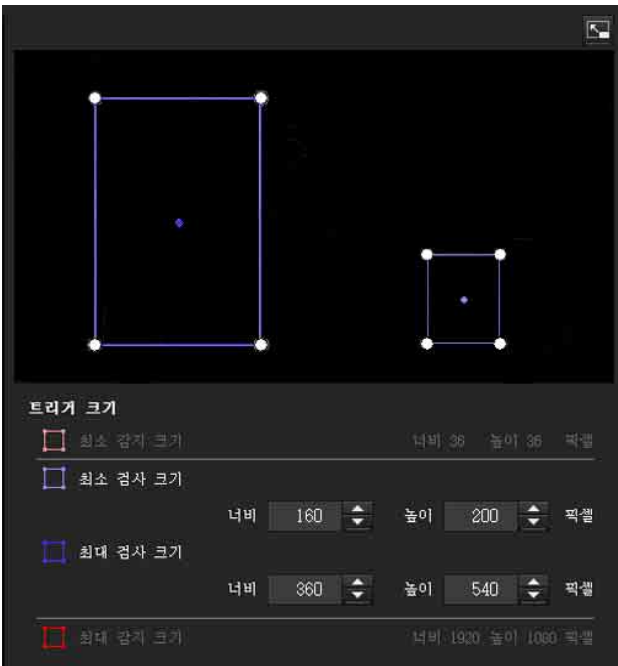 트리거 크기
최소 감지 크기 너비 36 높이 36 픽셀
최소 검사 크기
너비 160 높이 200 픽셀
최대 검사 크기
너비 360 높이 540 픽셀
최대 감지 크기 너비 1920 높이 1080 픽셀